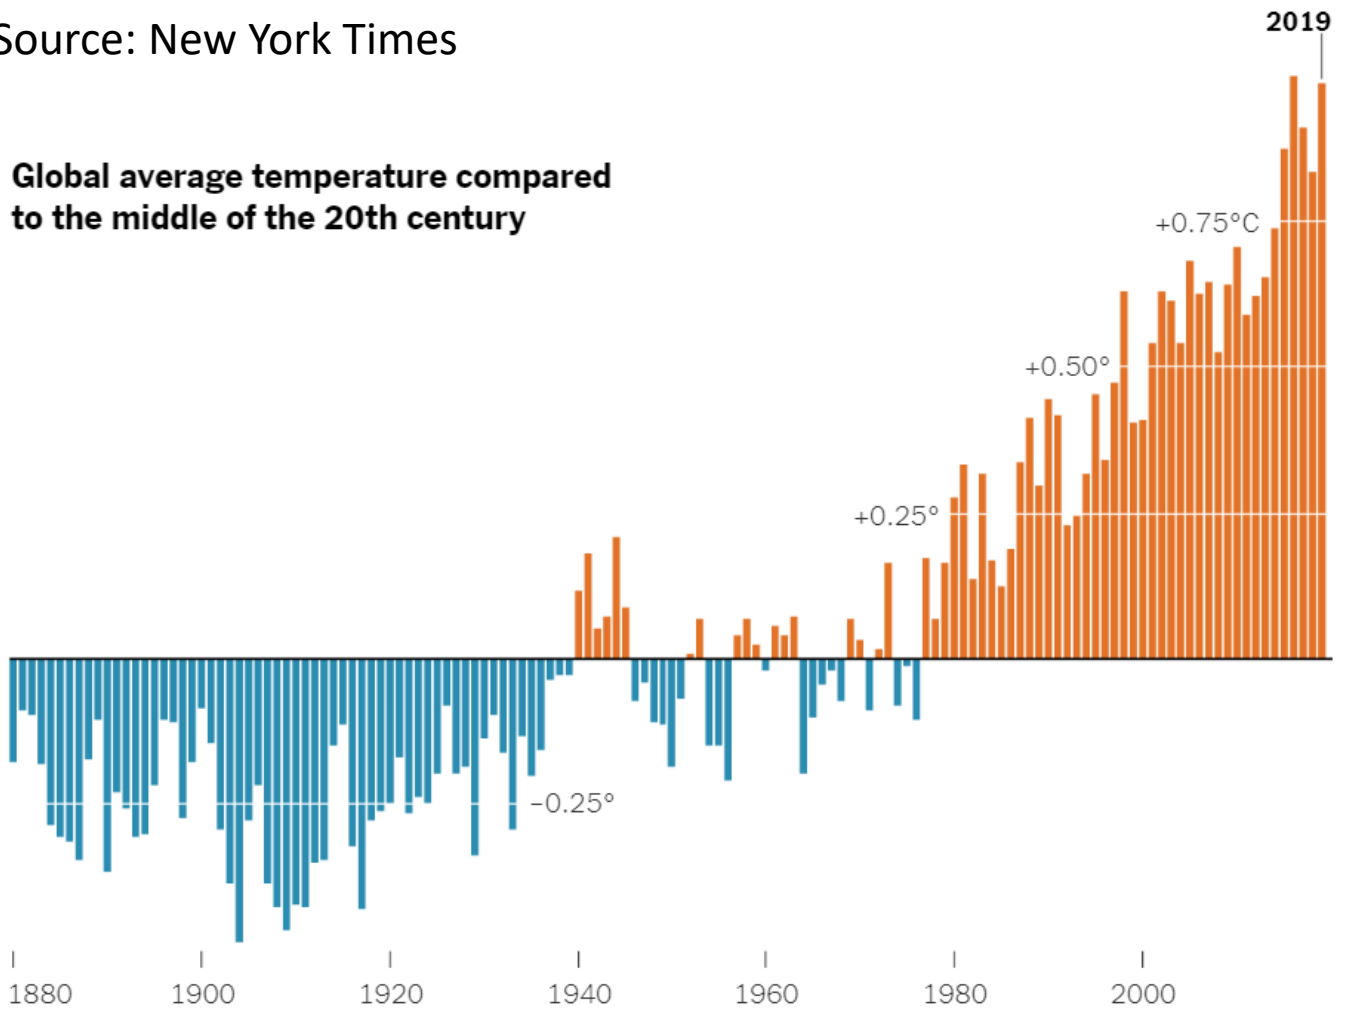 2019
Source: New York Times
Global average temperature compared
to the middle of the 20th century
+0.75°C
+0.50°
+0.25°
−0.25°
1880 1900 1920 1940 1960 1980 2000